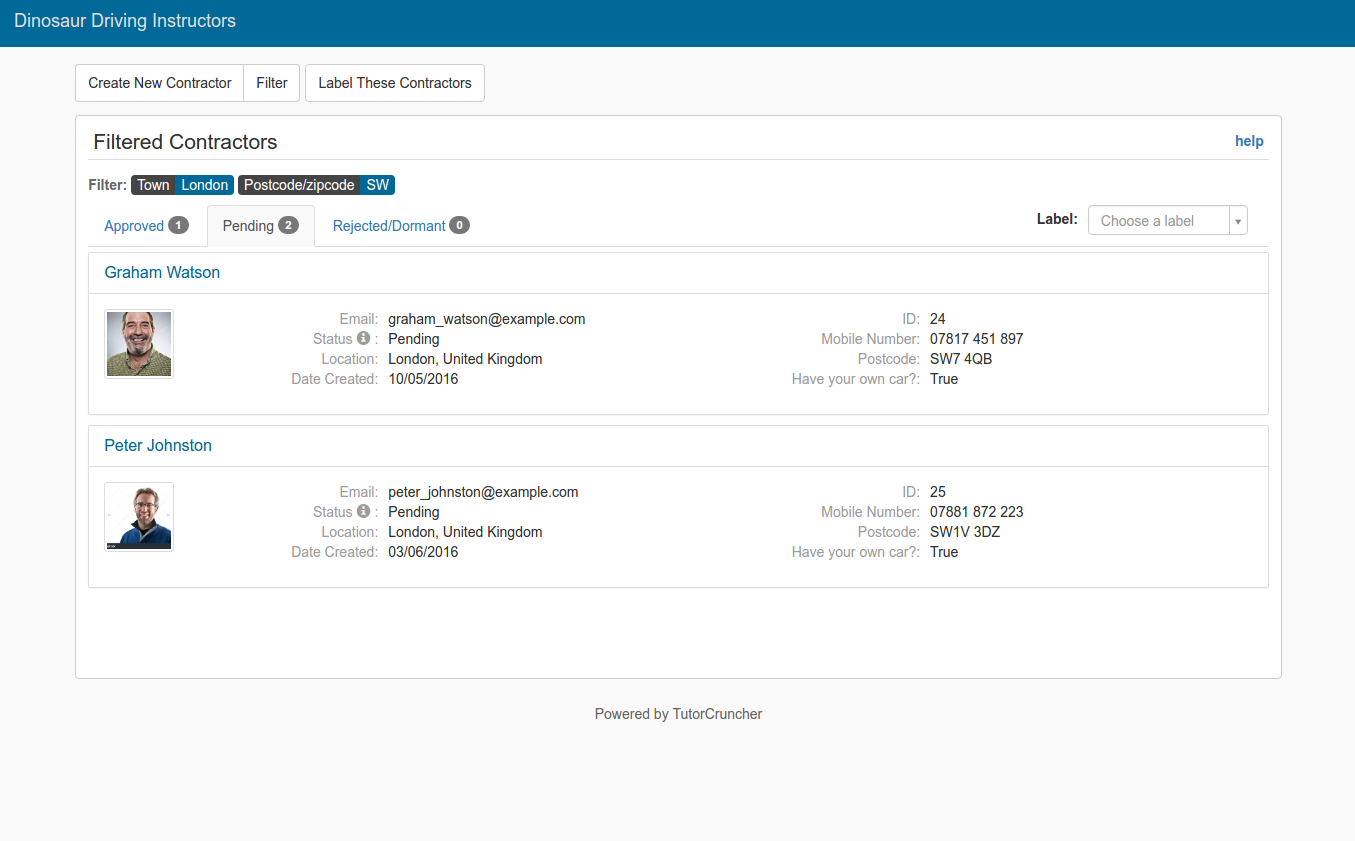 Dinosaur Driving Instructors
Create New Contractor Filter Label These Contractors
Filtered Contractors help
Filter: Town London Postcode/zipcode SW
Approved 1 Pending 2 Rejected/Dormant 0 Label: Choose a label
Graham Watson
Email: graham_watson@example.com ID: 24
Status : Pending Mobile Number: 07817 451 897
Location: London, United Kingdom Postcode: SW7 4QB
Date Created: 10/05/2016 Have your own car?: True
Peter Johnston
Email: peter_johnston@example.com ID: 25
Status : Pending Mobile Number: 07881 872 223
Location: London, United Kingdom Postcode: SW1V 3DZ
Date Created: 03/06/2016 Have your own car?: True
Powered by TutorCruncher